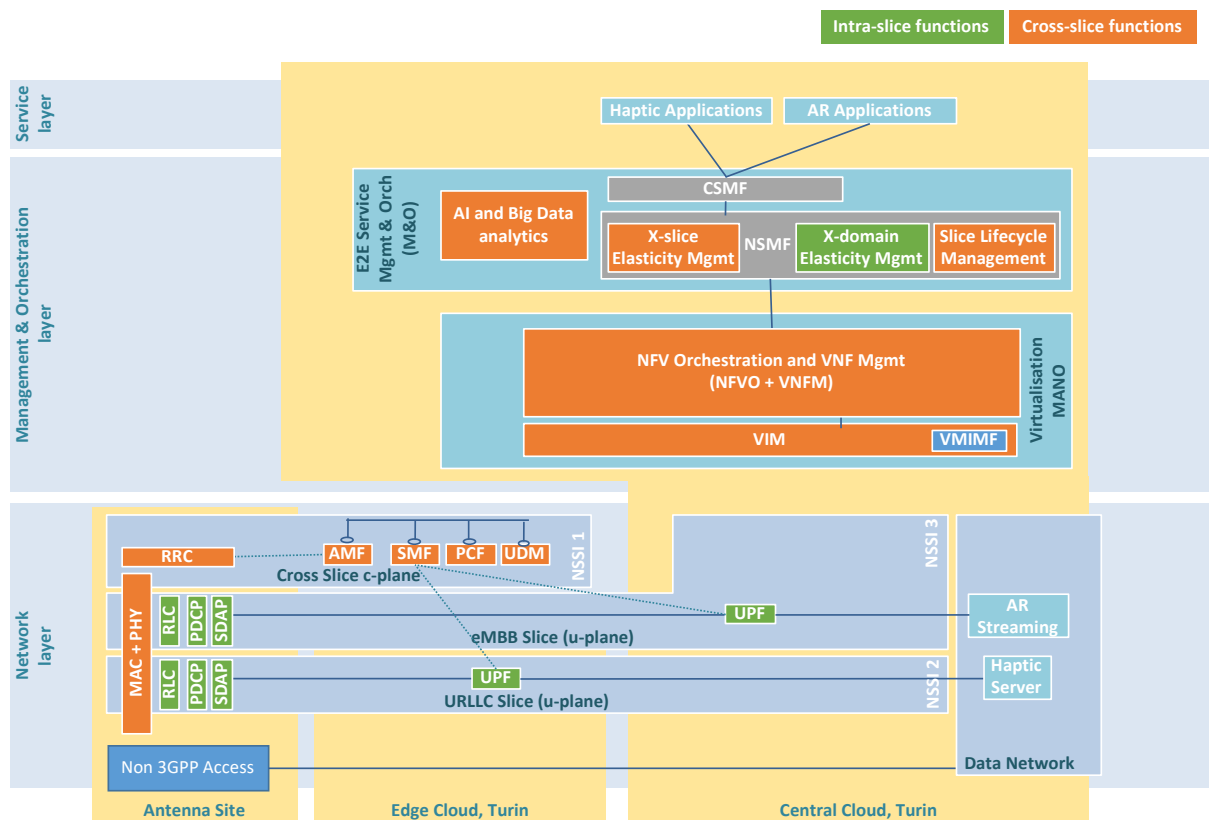 Intra-slice functions
Cross-slice functions
Service
layer
Haptic Applications
AR Applications
Management & Orchestration
layer
E2E Service
Mgmt & Orch
(M&O)
AI and Big Data
analytics
CSMF
X-slice
Elasticity Mgmt
NSMF
X-domain
Elasticity Mgmt
Slice Lifecycle
Management
NFV Orchestration and VNF Mgmt
(NFVO + VNFM)
VIM
VMIMF
Virtualisation
MANO
Network
layer
RRC
AMF
SMF
PCF
UDM
NSSI 1
Cross Slice c-plane
NSSI 3
MAC + PHY
RLC
PDCP
SDAP
UPF
eMBB Slice (u-plane)
AR
Streaming
RLC
PDCP
SDAP
UPF
URLLC Slice (u-plane)
NSSI 2
Haptic
Server
Non 3GPP Access
Data Network
Antenna Site
Edge Cloud, Turin
Central Cloud, Turin